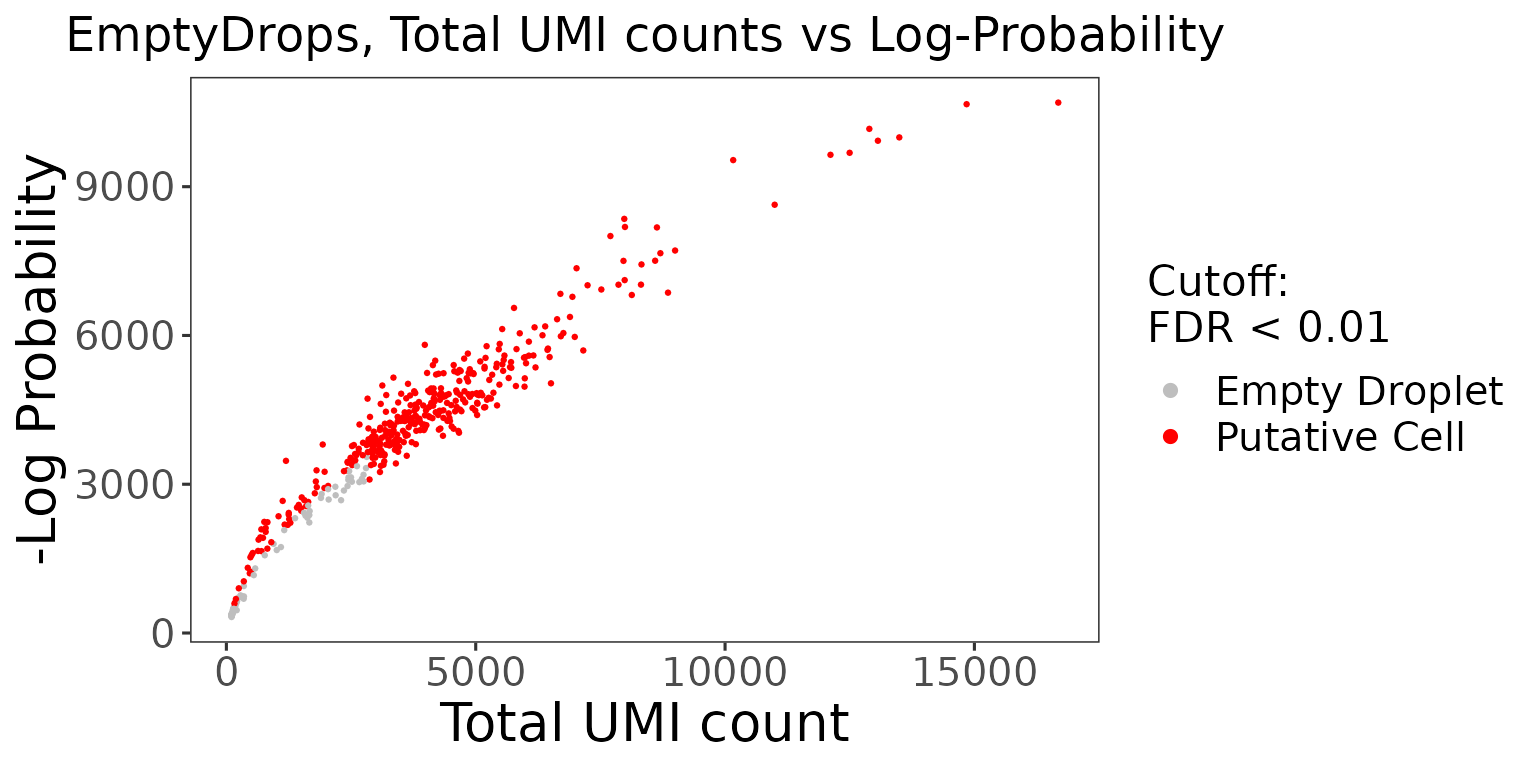 EmptyDrops, Total UMI counts vs Log-Probability
-Log Probability
9000
6000
3000
0
0
5000
10000
15000
Total UMI count
Cutoff:
FDR < 0.01
Empty Droplet
Putative Cell